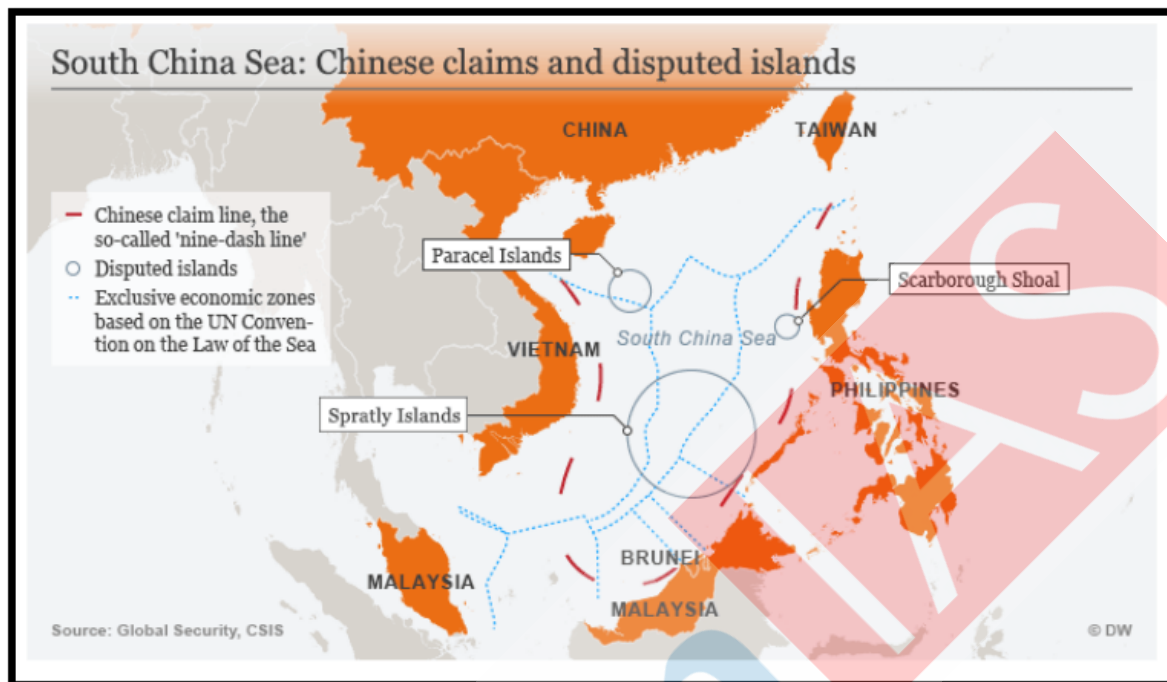 South China Sea: Chinese claims and disputed islands
CHINA
TAIWAN
Chinese claim line, the
so-called 'nine-dash line'
Disputed islands
Exclusive economic zones
based on the UN Conven-
tion on the Law of the Sea
Paracel Islands
Scarborough Shoal
South China Sea
VIETNAM
PHILIPPINES
Spratly Islands
BRUNEI
MALAYSIA
MALAYSIA
Source: Global Security, CSIS
© DW